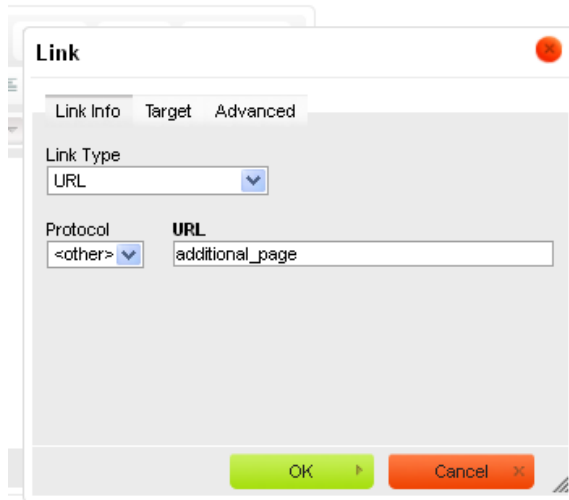 Link
Link Info Target Advanced
Link Type
URL
Protocol URL
<other> additional_page
OK Cancel